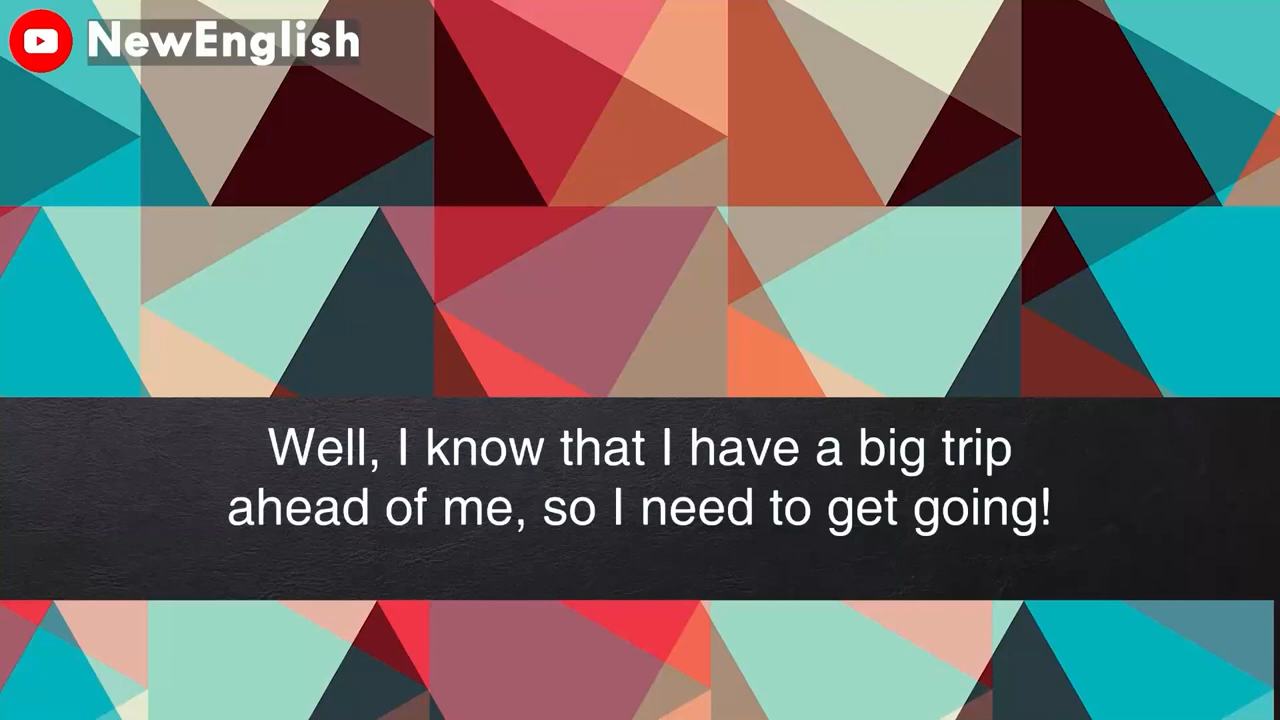 NewEnglish
Well, I know that I have a big trip
ahead of me, so I need to get going!